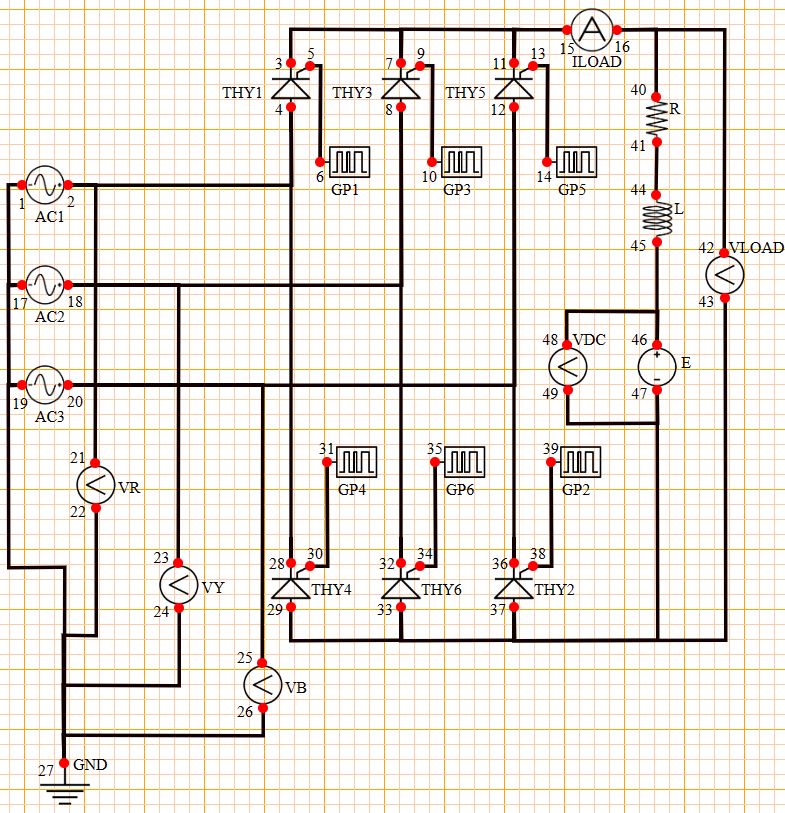 15 16
ILOAD
3 5 7 9 11 13
THY1 THY3 THY5
4 8 12
40
R
41
6 10 14
GP1 GP3 GP5
1 2
AC1
44
L
45
42 VLOAD
43
17 18
AC2
48 VDC 46
+
E
-
49 47
19 20
AC3
21
VR
22
31 35 39
GP4 GP6 GP2
23
VY
24
28 30 32 34 36 38
THY4 THY6 THY2
29 33 37
25
VB
26
27 GND